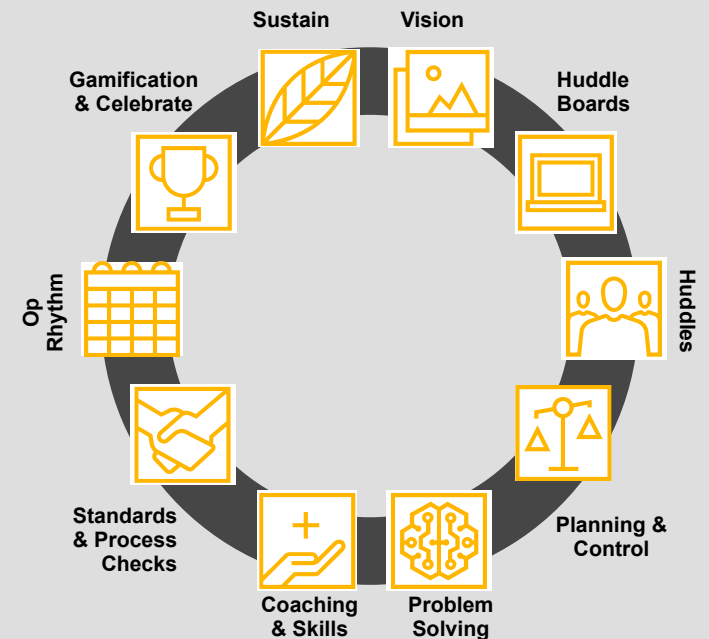 Sustain
Vision
Gamification
& Celebrate
Huddle
Boards
Op
Rhythm
Huddles
Standards
& Process
Checks
Planning &
Control
Coaching
& Skills
Problem
Solving